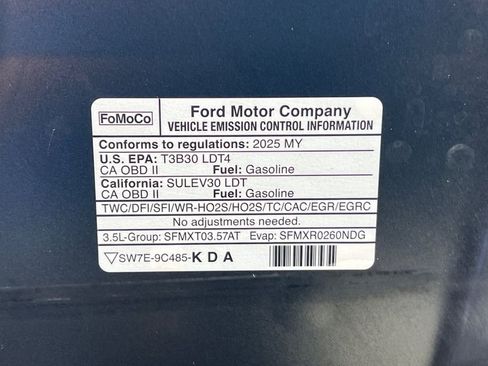 FoMoCo
Ford Motor Company
VEHICLE EMISSION CONTROL INFORMATION
Conforms to regulations: 2025 MY
U.S. EPA: T3B30 LDT4
CA OBD II Fuel: Gasoline
California: SULEV30 LDT
CA OBD II Fuel: Gasoline
TWC/DFI/SFI/WR-HO2S/HO2S/TC/CAC/EGR/EGRC
No adjustments needed.
3.5L-Group: SFMXT03.57AT Evap: SFMXR0260NDG
SW7E-9C485-KDA